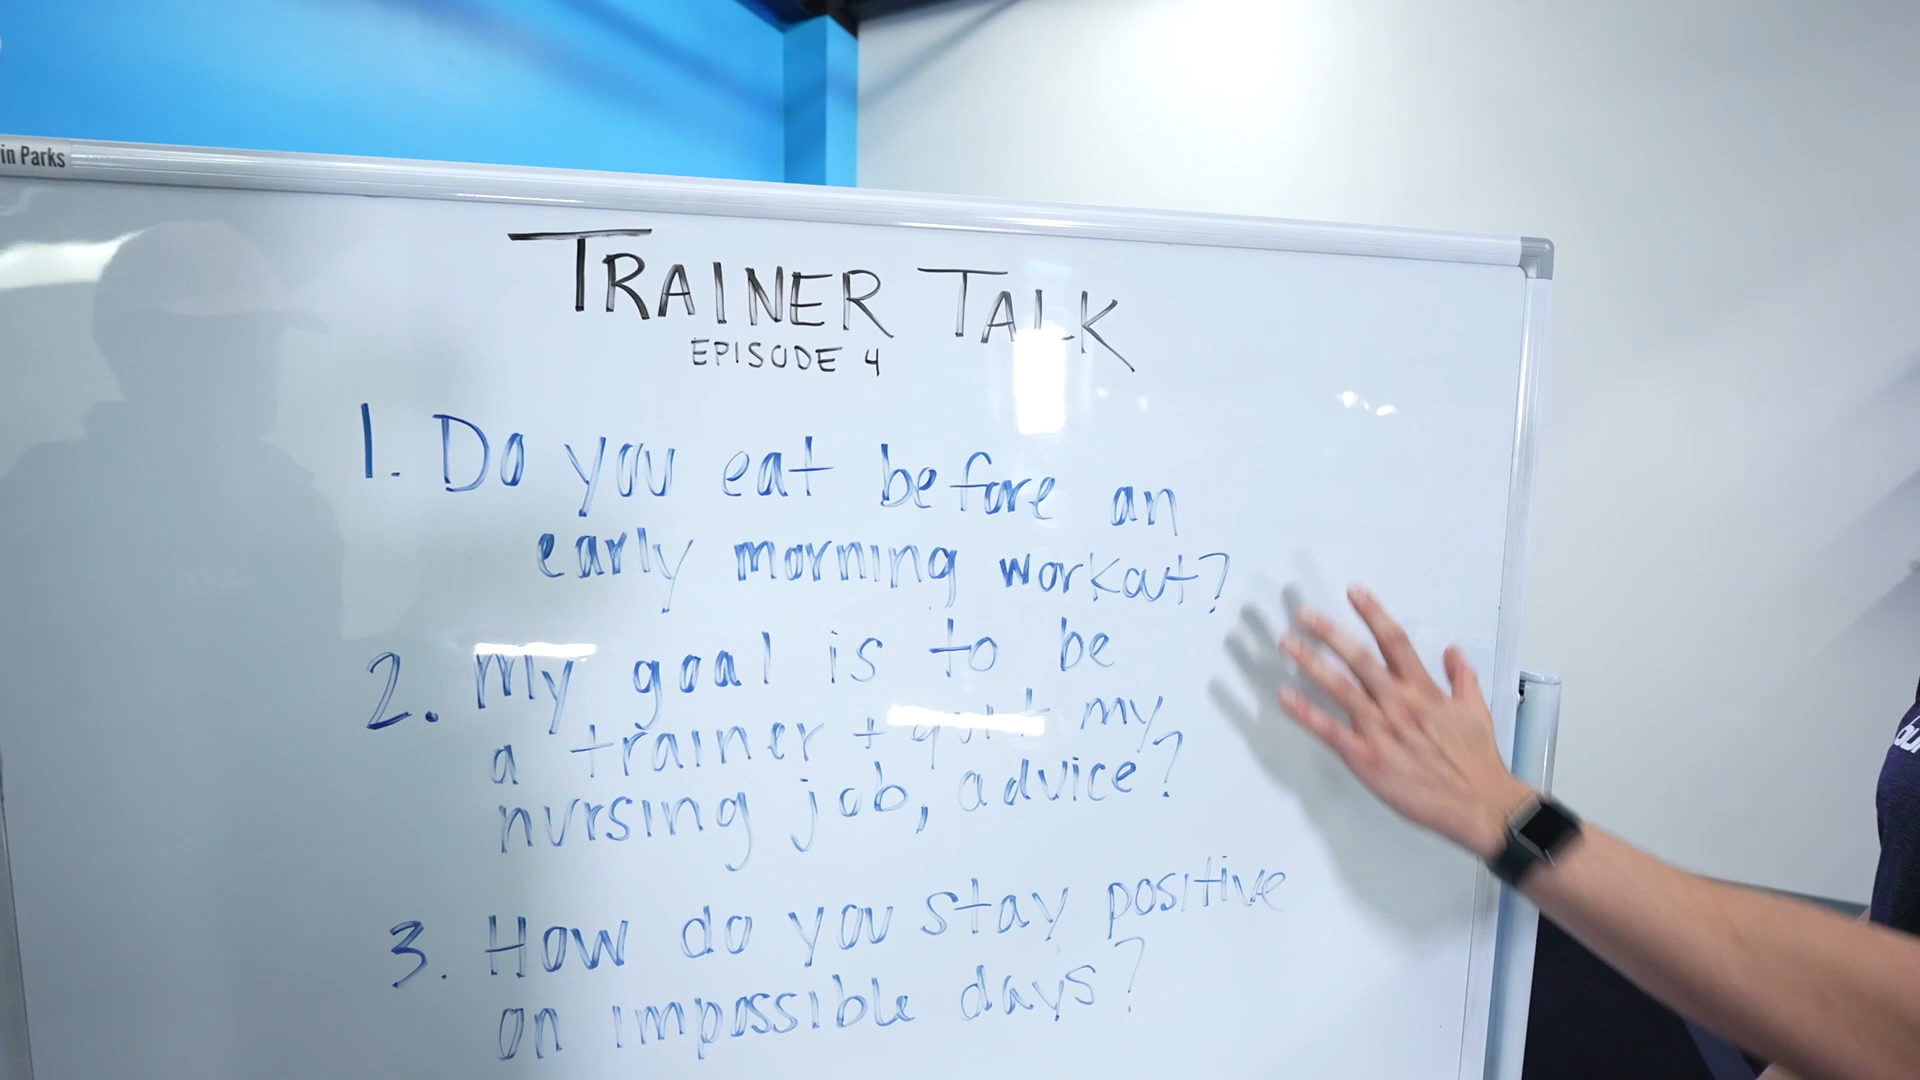 in Parks
TRAINER TALK
EPISODE 4
1. Do you eat before an
early morning workout?
2. My goal is to be
a trainer + quit my
nursing job, advice?
3. How do you stay positive
on impossible days?